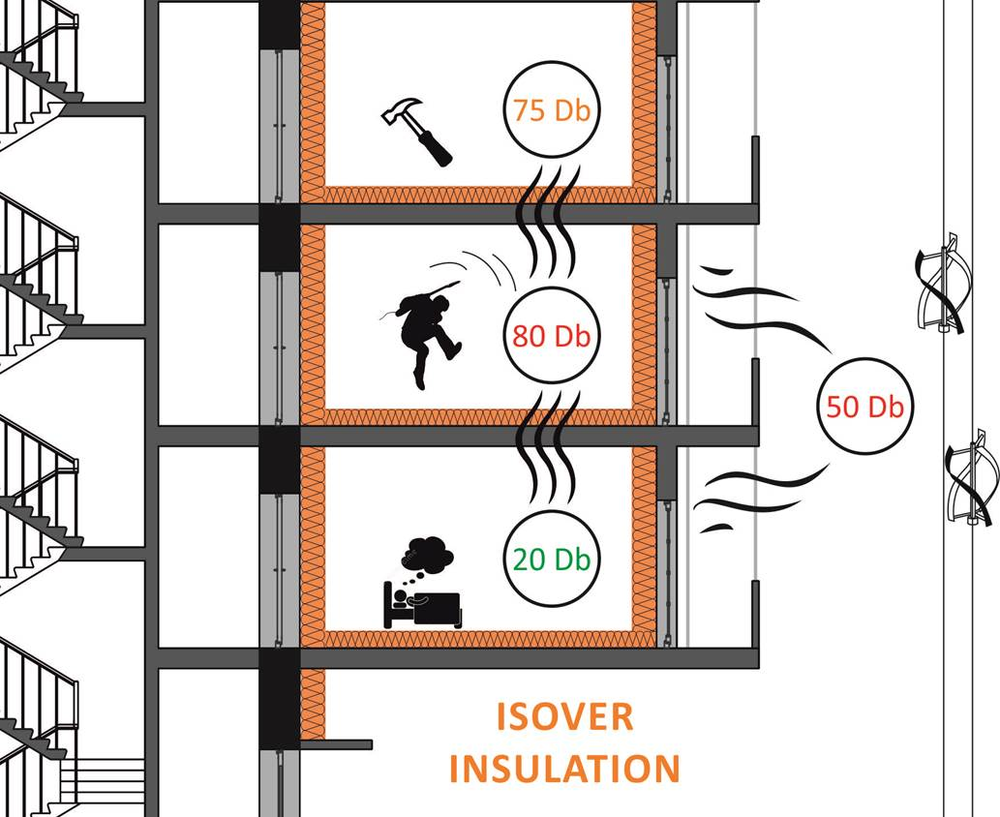 75 Db
80 Db
50 Db
20 Db
ISOVER
INSULATION